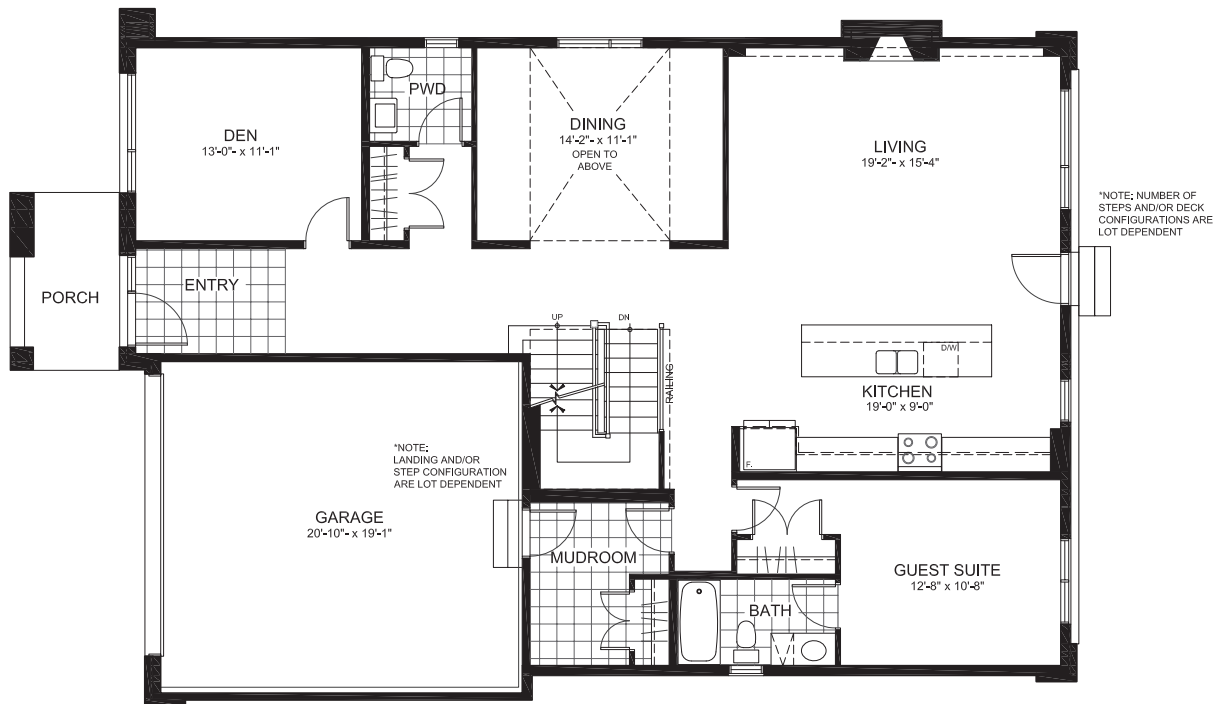 PWD
DEN
13'-0"- x 11'-1"
DINING
14'-2"- x 11'-1"
OPEN TO
ABOVE
LIVING
19'-2"- x 15'-4"
*NOTE: NUMBER OF
STEPS AND/OR DECK
CONFIGURATIONS ARE
LOT DEPENDENT
PORCH
ENTRY
UP
DN
RAILING
D/W
KITCHEN
19'-0" x 9'-0"
F.
*NOTE:
LANDING AND/OR
STEP CONFIGURATION
ARE LOT DEPENDENT
GARAGE
20'-10"- x 19'-1"
MUDROOM
GUEST SUITE
12'-8" x 10'-8"
BATH